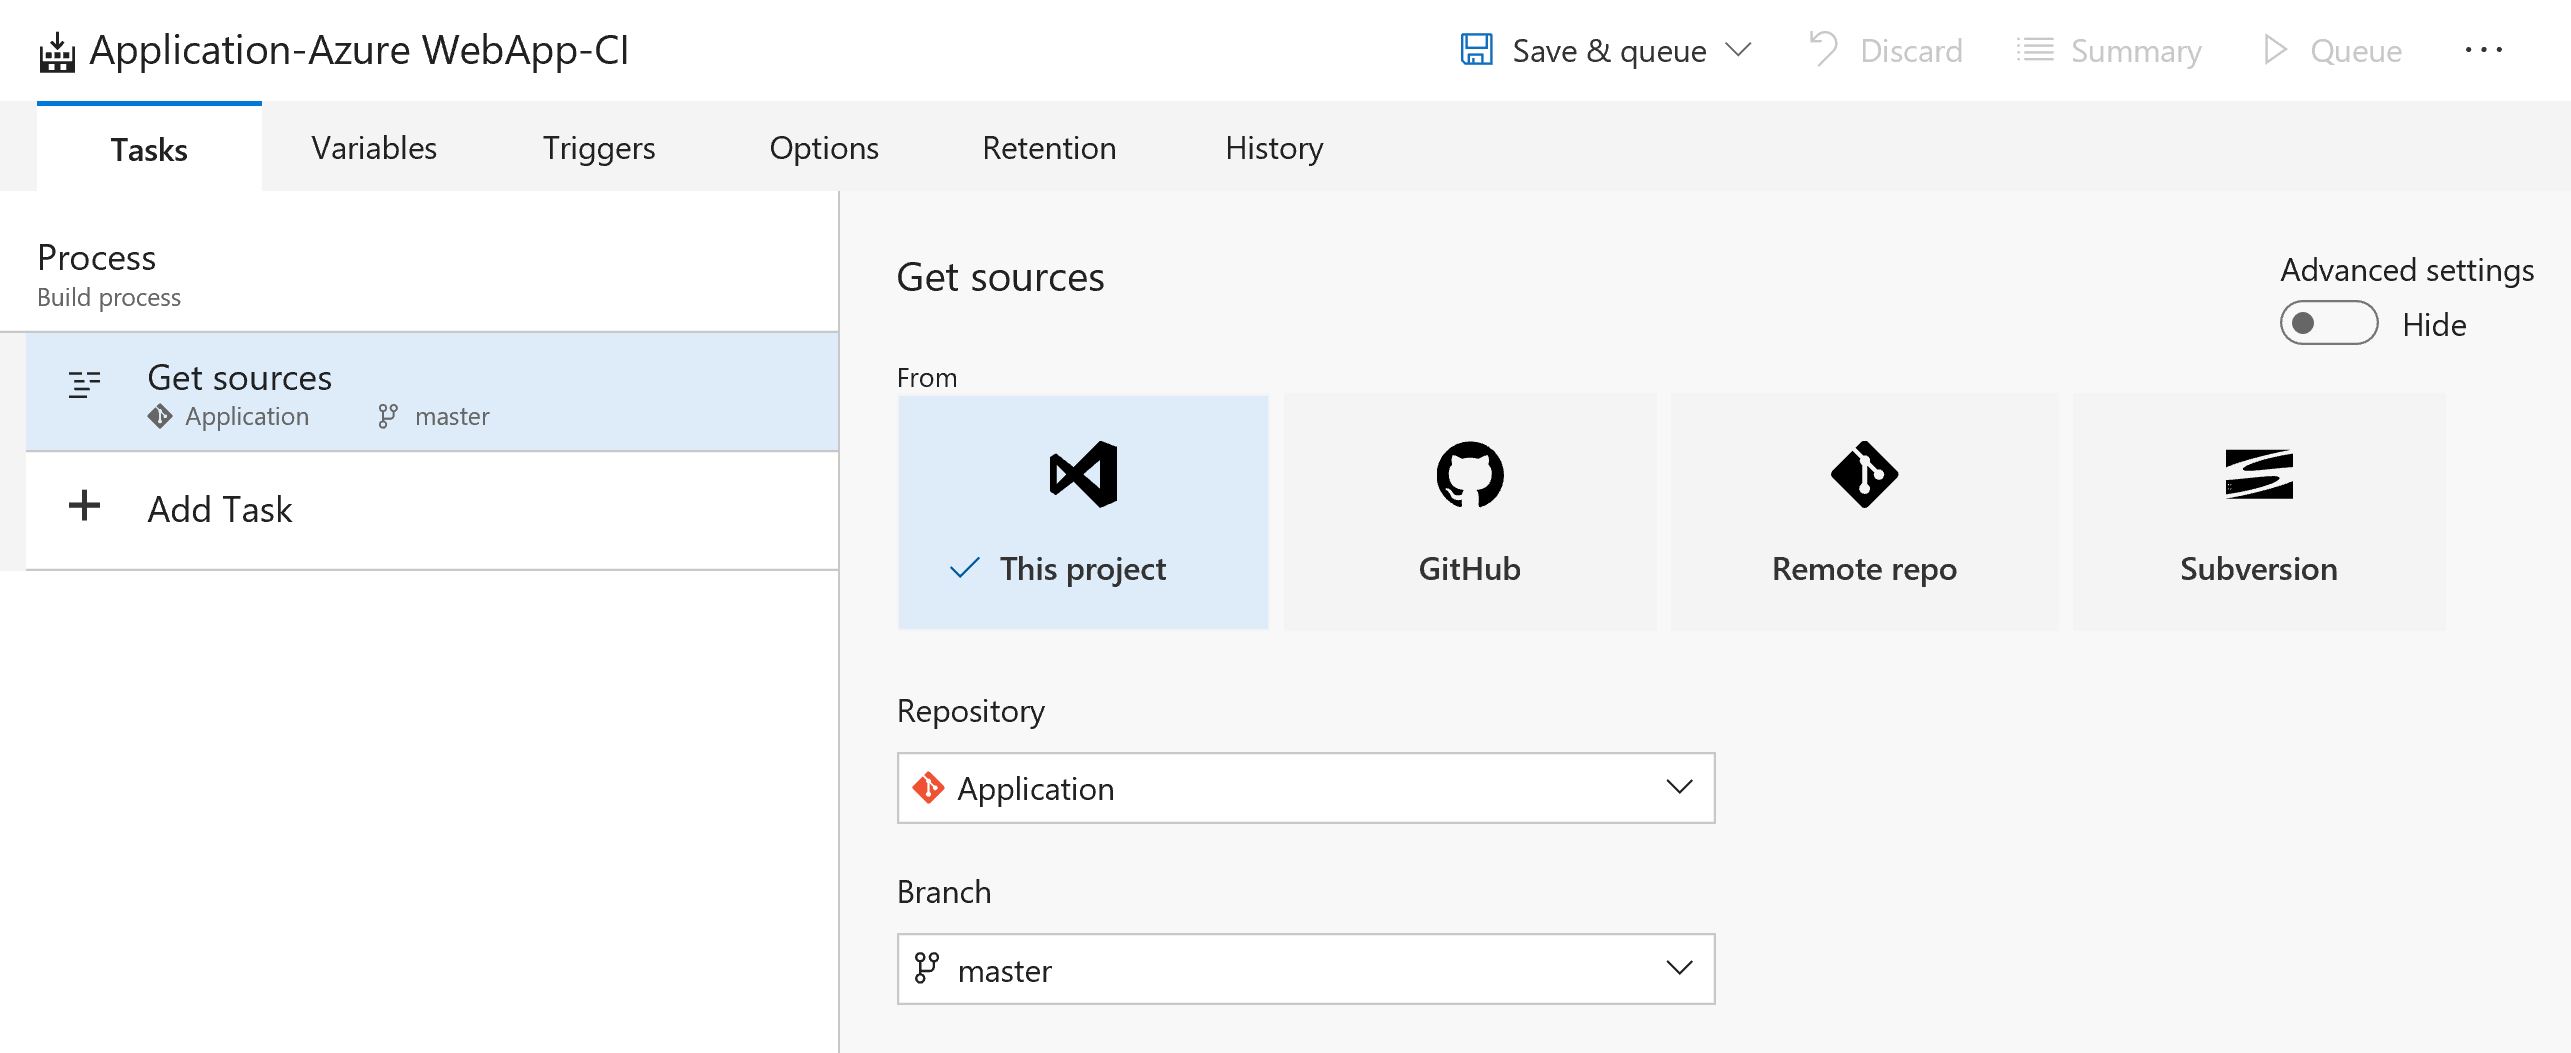 Application-Azure WebApp-CI
Save & queue
Discard
Summary
Queue
Tasks
Variables
Triggers
Options
Retention
History
Process
Build process
Get sources
Application master
Add Task
Get sources
Advanced settings
Hide
From
This project
GitHub
Remote repo
Subversion
Repository
Application
Branch
master